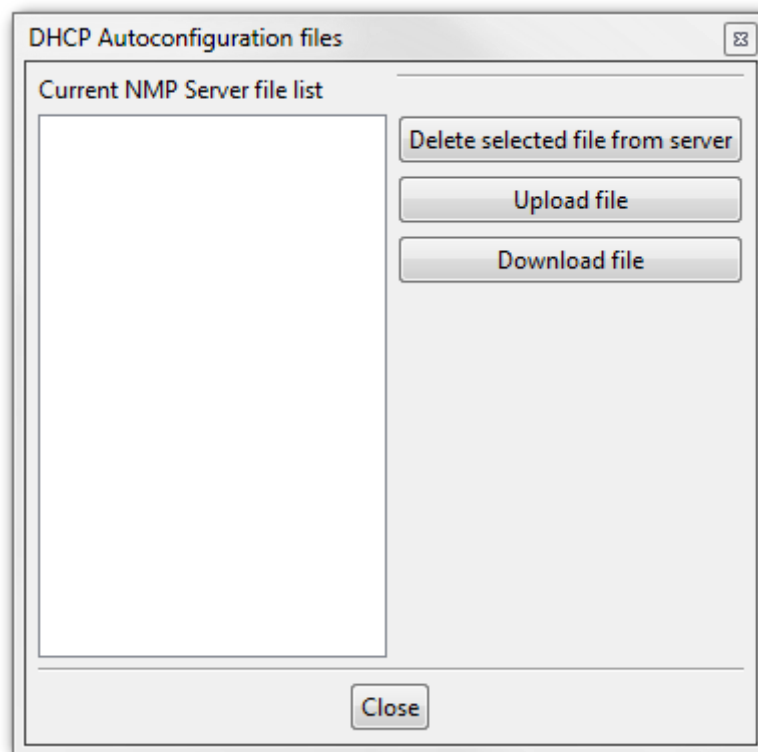 DHCP Autoconfiguration files
Current NMP Server file list
Delete selected file from server
Upload file
Download file
Close